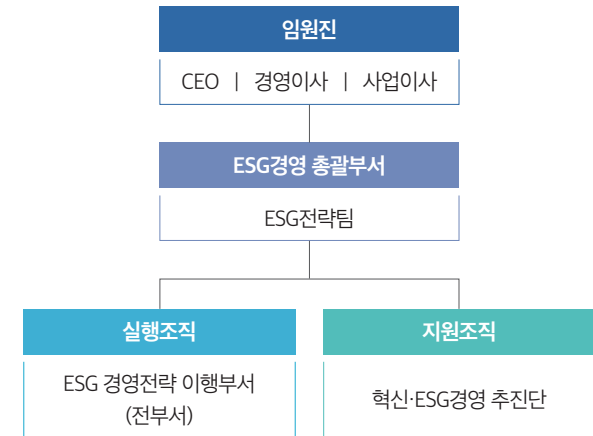 임원진
CEO | 경영이사 | 사업이사
ESG경영 총괄부서
ESG전략팀
실행조직
ESG 경영전략 이행부서
(전부서)
지원조직
혁신·ESG경영 추진단